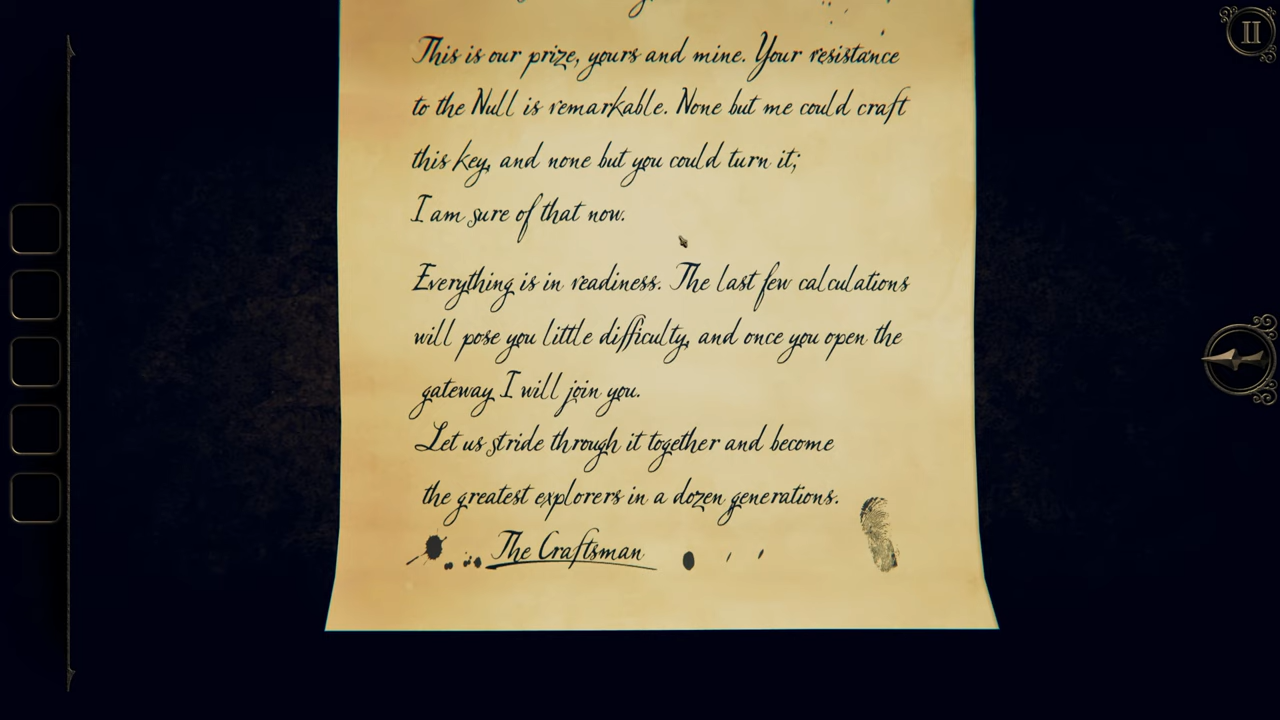 This is our prize, yours and mine. Your resistance
to the Null is remarkable. None but me could craft
this key, and none but you could turn it;
I am sure of that now.
Everything is in readiness. The last few calculations
will pose you little difficulty, and once you open the
gateway I will join you.
Let us stride through it together and become
the greatest explorers in a dozen generations.
The Craftsman